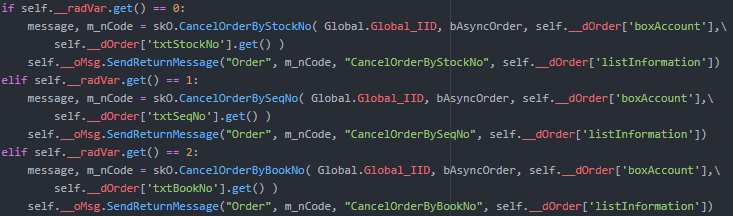 if self.__radVar.get() == 0:
message, m_nCode = skO.CancelOrderByStockNo( Global.Global_IID, bAsyncOrder, self.__dOrder['boxAccount'],\
self.__dOrder['txtStockNo'].get() )
self.__oMsg.SendReturnMessage("Order", m_nCode, "CancelOrderByStockNo", self.__dOrder['listInformation'])
elif self.__radVar.get() == 1:
message, m_nCode = skO.CancelOrderBySeqNo( Global.Global_IID, bAsyncOrder, self.__dOrder['boxAccount'],\
self.__dOrder['txtSeqNo'].get() )
self.__oMsg.SendReturnMessage("Order", m_nCode, "CancelOrderBySeqNo", self.__dOrder['listInformation'])
elif self.__radVar.get() == 2:
message, m_nCode = skO.CancelOrderByBookNo( Global.Global_IID, bAsyncOrder, self.__dOrder['boxAccount'],\
self.__dOrder['txtBookNo'].get() )
self.__oMsg.SendReturnMessage("Order", m_nCode, "CancelOrderByBookNo", self.__dOrder['listInformation'])